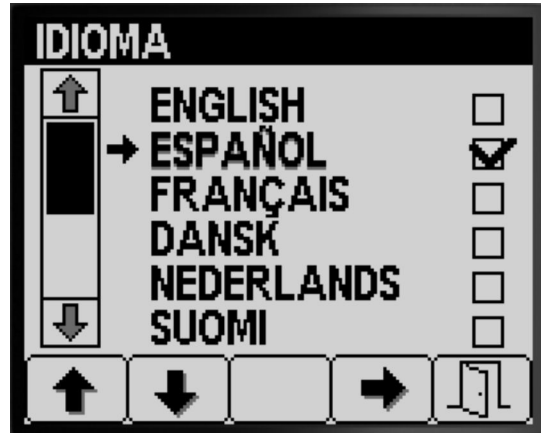 IDIOMA
ENGLISH
ESPAÑOL
FRANÇAIS
DANSK
NEDERLANDS
SUOMI